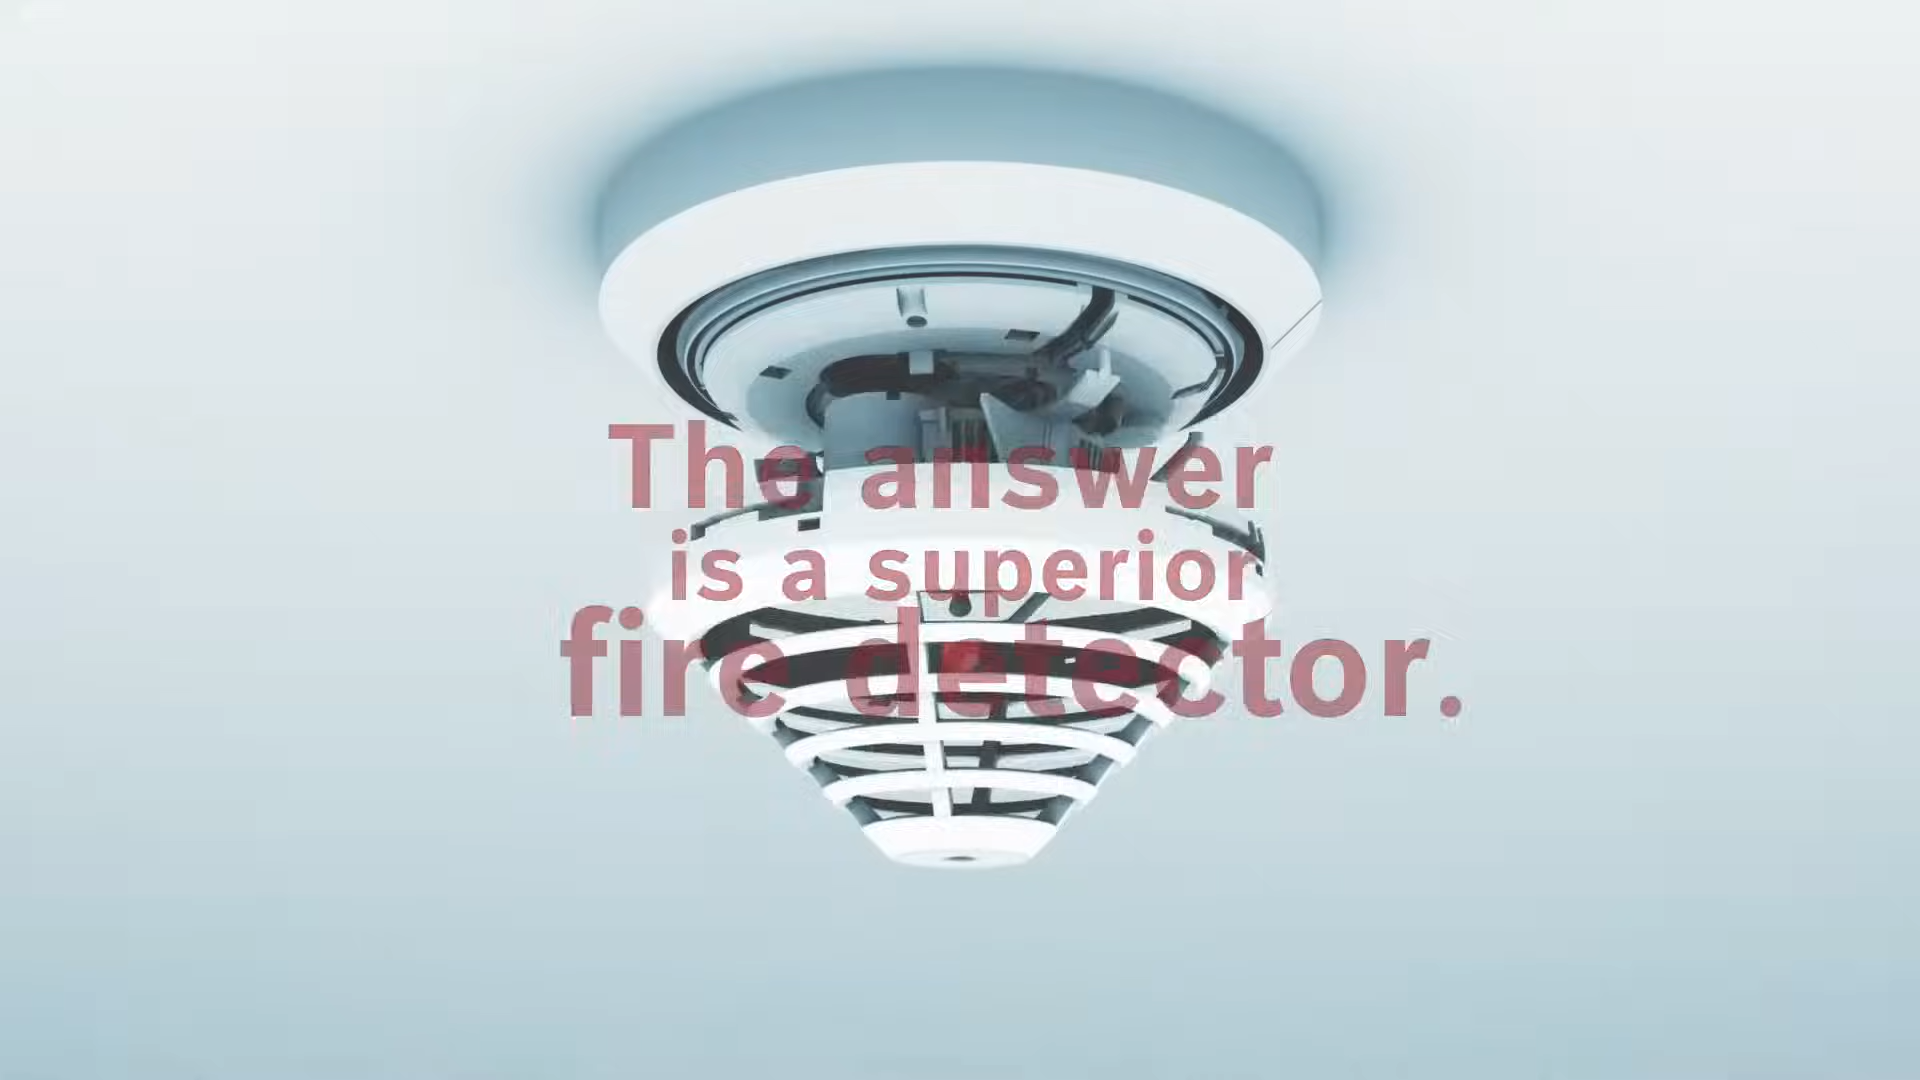 The answer
is a superior
fire detector.